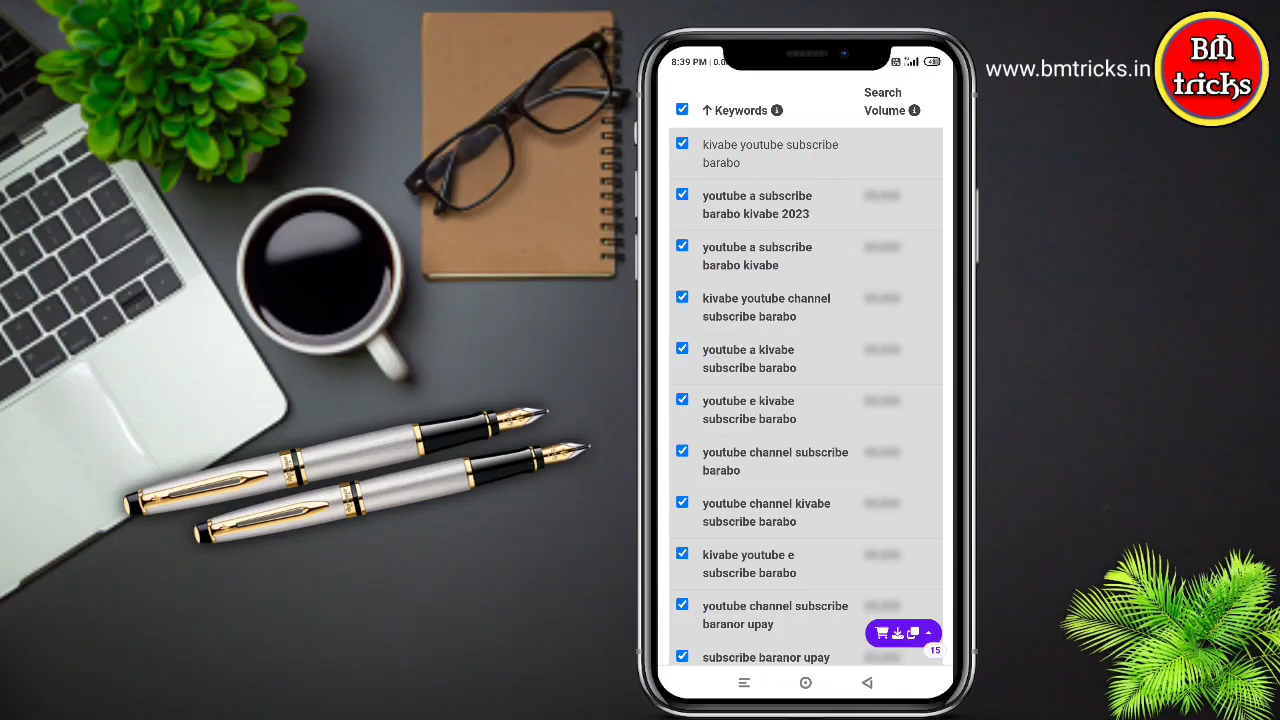 8:39 PM | 0.0
Search
Keywords
Volume
kivabe youtube subscribe
barabo
youtube a subscribe
barabo kivabe 2023
youtube a subscribe
barabo kivabe
kivabe youtube channel
subscribe barabo
youtube a kivabe
subscribe barabo
youtube e kivabe
subscribe barabo
youtube channel subscribe
barabo
youtube channel kivabe
subscribe barabo
kivabe youtube e
subscribe barabo
youtube channel subscribe
baranor upay
subscribe baranor upay
15
www.bmtricks.in
BM
tricks